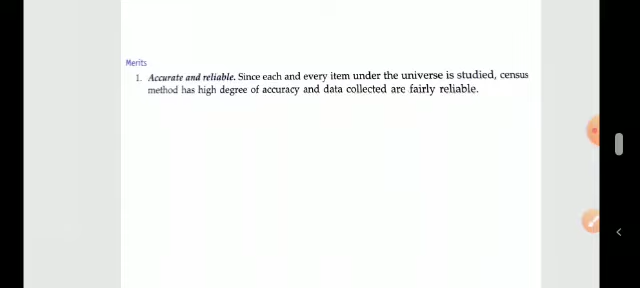 Merits
1. Accurate and reliable. Since each and every item under the universe is studied, census
method has high degree of accuracy and data collected are fairly reliable.